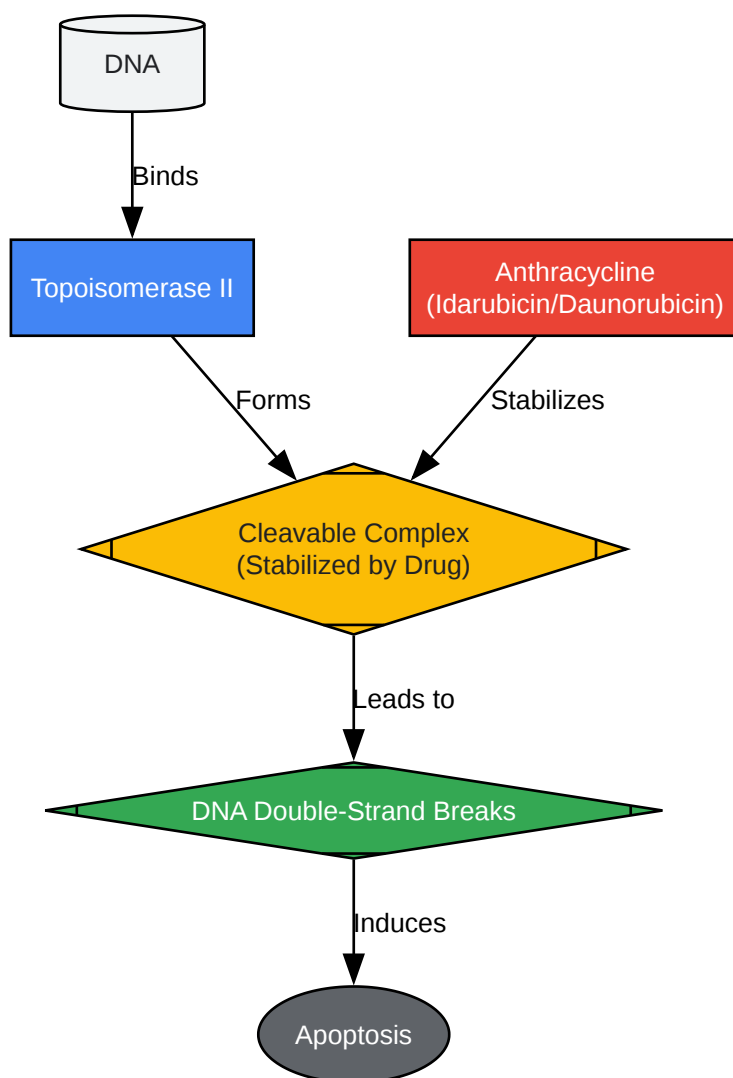 DNA
Binds
Topoisomerase II
Anthracycline
(Idarubicin/Daunorubicin)
Forms
Stabilizes
Cleavable Complex
(Stabilized by Drug)
Leads to
DNA Double-Strand Breaks
Induces
Apoptosis